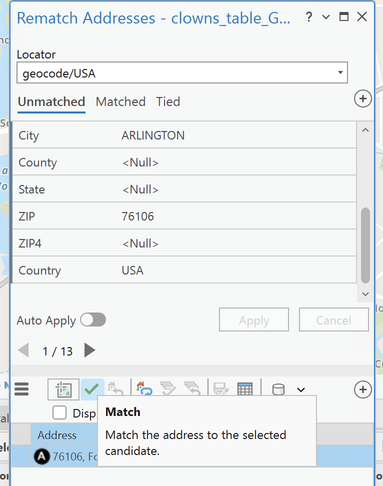 Rematch Addresses - clowns_table_G...
Locator
geocode/USA
Unmatched Matched Tied
City ARLINGTON
County <Null>
State <Null>
ZIP 76106
ZIP4 <Null>
Country USA
Auto Apply Apply Cancel
1 / 13
Disp
Match
Match the address to the selected
candidate.
Address
A 76106, Fo